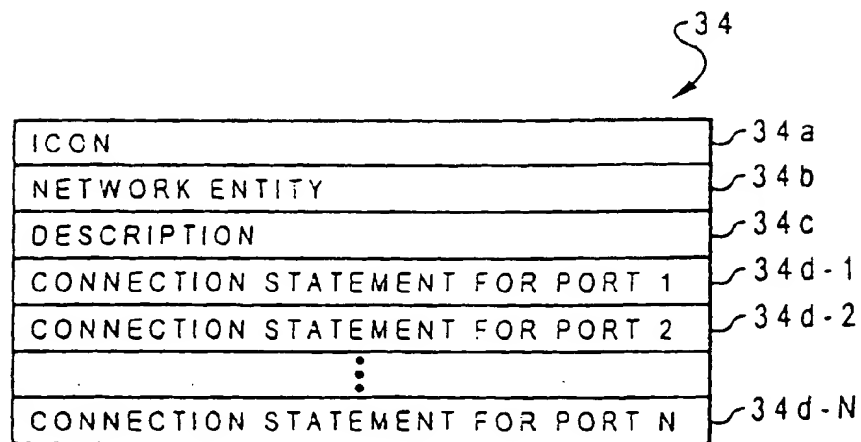 34
ICON 34a
NETWORK ENTITY 34b
DESCRIPTION 34c
CONNECTION STATEMENT FOR PORT 1 34d-1
CONNECTION STATEMENT FOR PORT 2 34d-2
CONNECTION STATEMENT FOR PORT N 34d-N